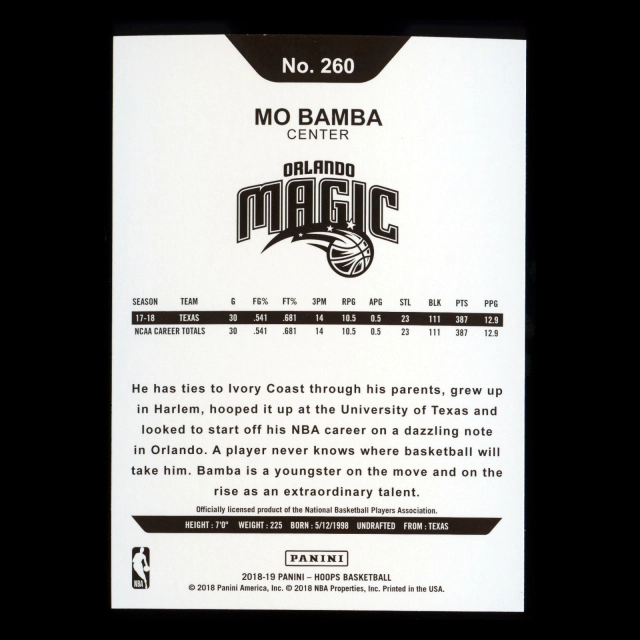 No. 260
MO BAMBA
CENTER
ORLANDO
MAGIC
SEASON TEAM G FG% FT% 3PM RPG APG STL BLK PTS PPG
17-18 TEXAS 30 .541 .681 14 10.5 0.5 23 111 387 12.9
NCAA CAREER TOTALS 30 .541 .681 14 10.5 0.5 23 111 387 12.9
He has ties to Ivory Coast through his parents, grew up
in Harlem, hooped it up at the University of Texas and
looked to start off his NBA career on a dazzling note
in Orlando. A player never knows where basketball will
take him. Bamba is a youngster on the move and on the
rise as an extraordinary talent.
Officially licensed product of the National Basketball Players Association.
HEIGHT : 7'0" WEIGHT : 225 BORN : 5/12/1998 UNDRAFTED FROM : TEXAS
PANINI
NBA
2018-19 PANINI – HOOPS BASKETBALL
© 2018 Panini America, Inc. © 2018 NBA Properties, Inc. Printed in the USA.